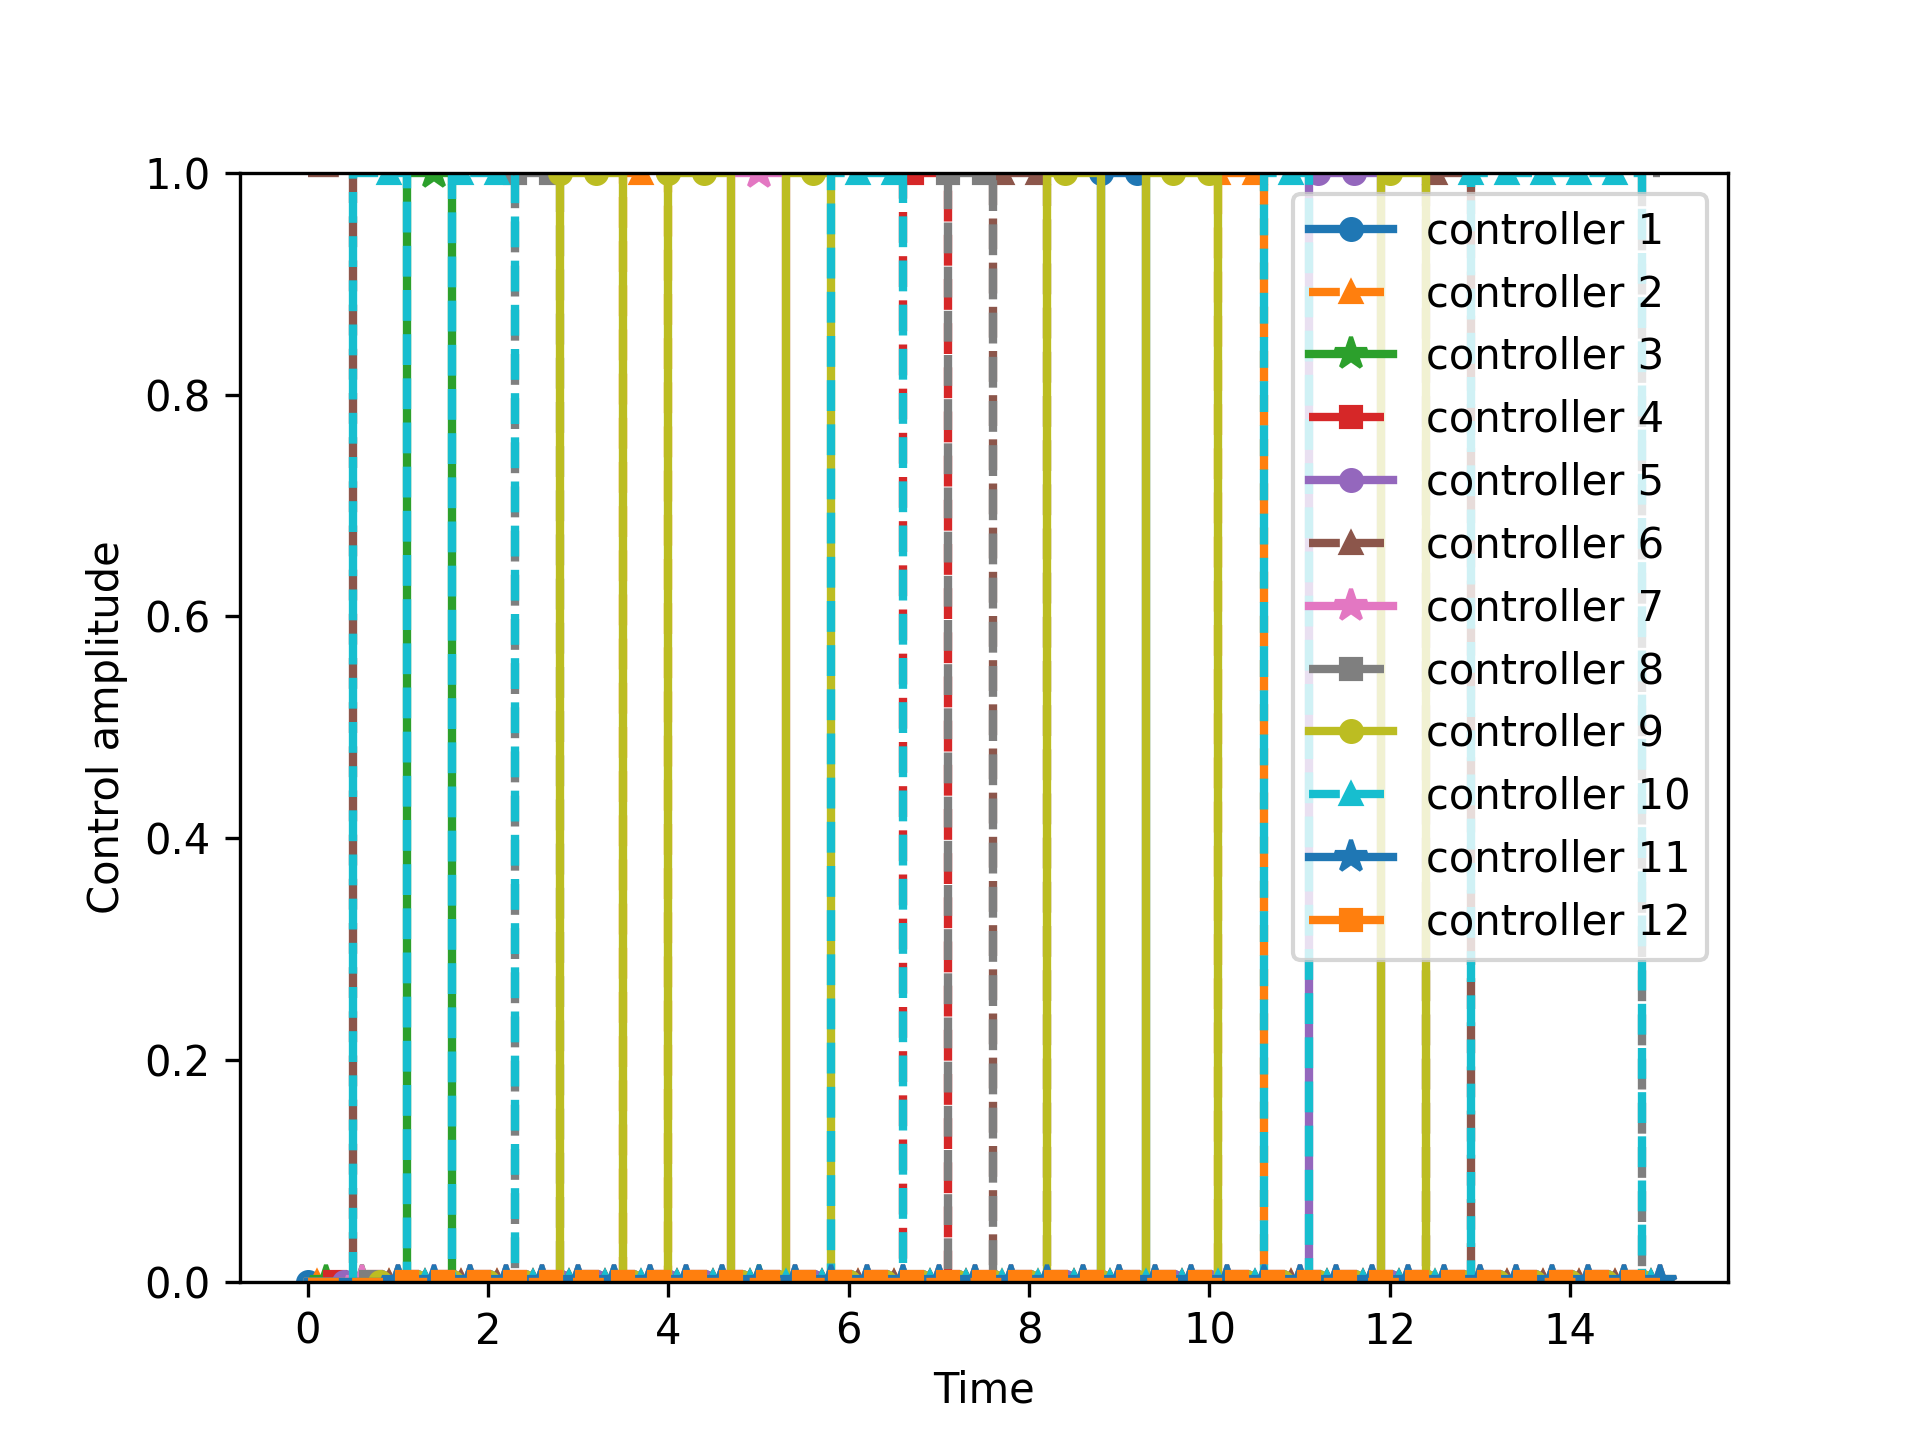 1.0
0.8
0.6
0.4
0.2
0.0
Control amplitude
0 2 4 6 8 10 12 14
Time
controller 1
controller 2
controller 3
controller 4
controller 5
controller 6
controller 7
controller 8
controller 9
controller 10
controller 11
controller 12